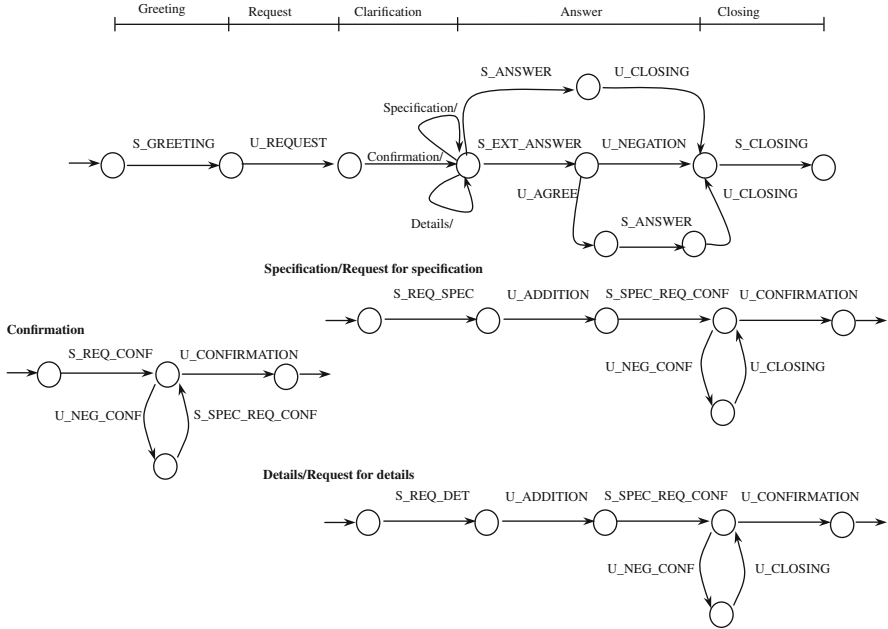 Greeting Request Clarification Answer Closing
S_ANSWER U_CLOSING
Specification/
S_GREETING U_REQUEST Confirmation/ S_EXT_ANSWER U_NEGATION S_CLOSING
U_AGREE U_CLOSING
Details/ S_ANSWER
Specification/Request for specification
S_REQ_SPEC U_ADDITION S_SPEC_REQ_CONF U_CONFIRMATION
U_NEG_CONF U_CLOSING
Confirmation
S_REQ_CONF U_CONFIRMATION
U_NEG_CONF S_SPEC_REQ_CONF
Details/Request for details
S_REQ_DET U_ADDITION S_SPEC_REQ_CONF U_CONFIRMATION
U_NEG_CONF U_CLOSING